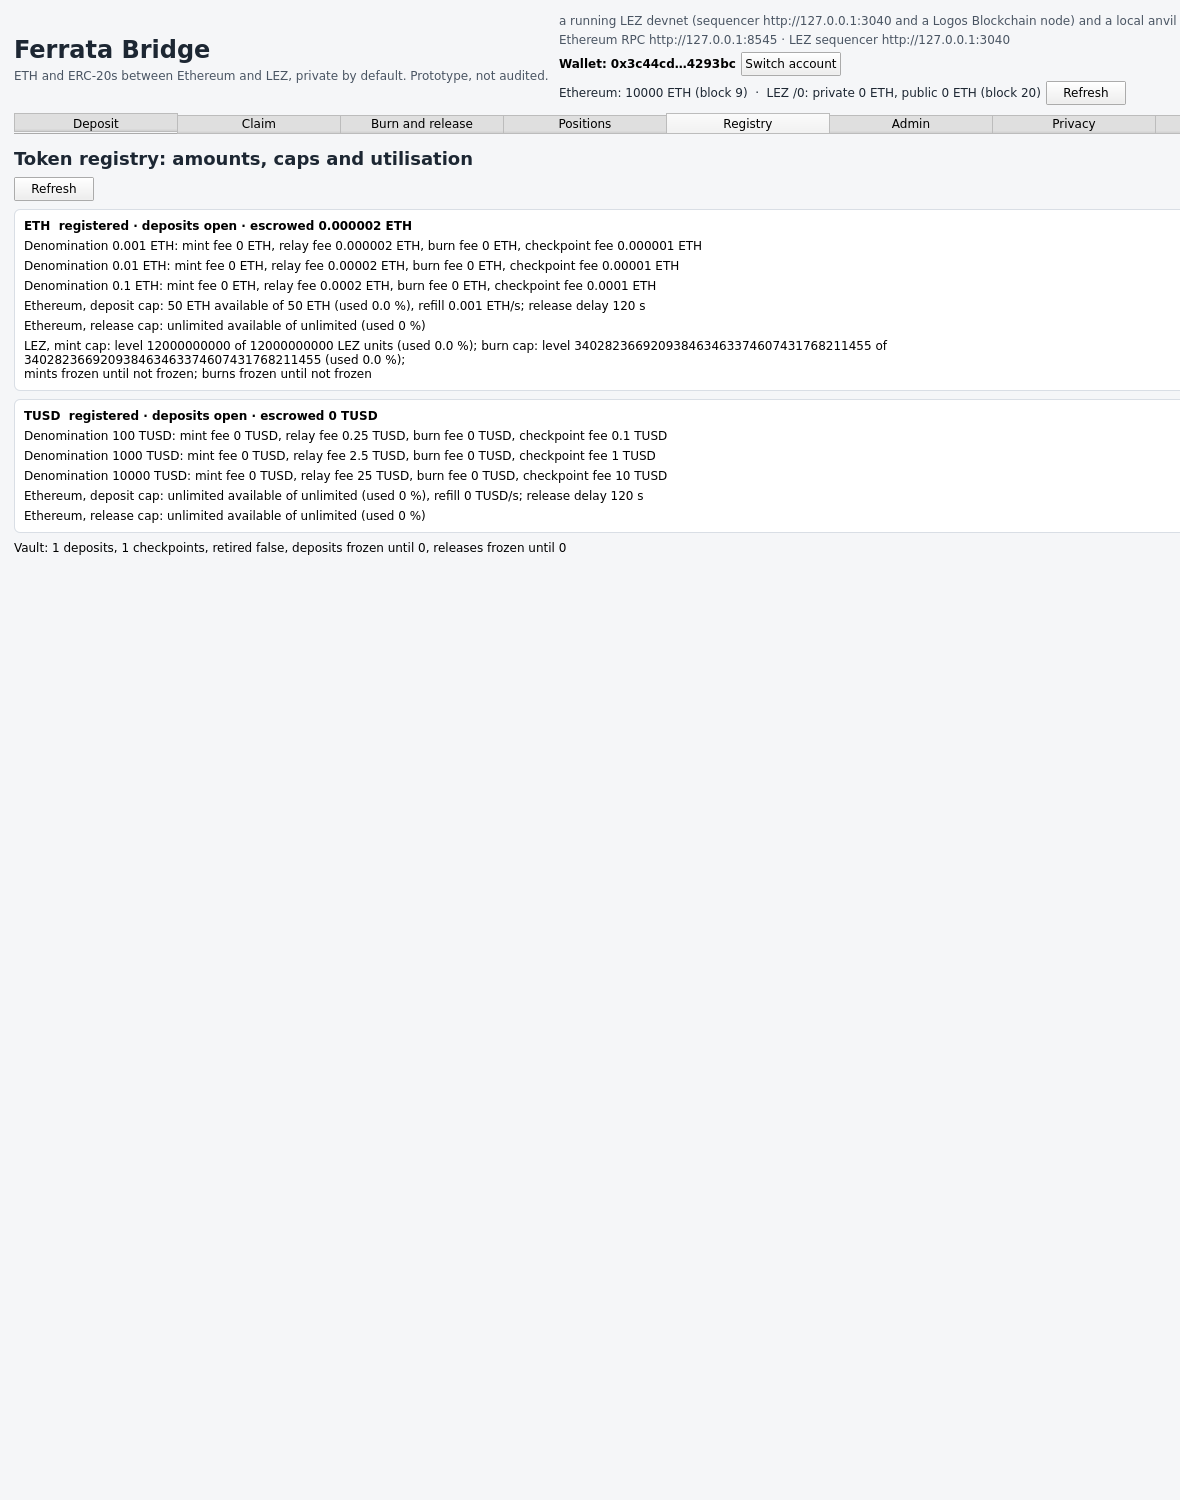 a running LEZ devnet (sequencer http://127.0.0.1:3040 and a Logos Blockchain node) and a local anvil
Ferrata Bridge
Ethereum RPC http://127.0.0.1:8545 · LEZ sequencer http://127.0.0.1:3040
ETH and ERC-20s between Ethereum and LEZ, private by default. Prototype, not audited.
Wallet: 0x3c44cd…4293bc Switch account
Ethereum: 10000 ETH (block 9) · LEZ /0: private 0 ETH, public 0 ETH (block 20) Refresh
Deposit Claim Burn and release Positions Registry Admin Privacy
Token registry: amounts, caps and utilisation
Refresh
ETH registered · deposits open · escrowed 0.000002 ETH
Denomination 0.001 ETH: mint fee 0 ETH, relay fee 0.000002 ETH, burn fee 0 ETH, checkpoint fee 0.000001 ETH
Denomination 0.01 ETH: mint fee 0 ETH, relay fee 0.00002 ETH, burn fee 0 ETH, checkpoint fee 0.00001 ETH
Denomination 0.1 ETH: mint fee 0 ETH, relay fee 0.0002 ETH, burn fee 0 ETH, checkpoint fee 0.0001 ETH
Ethereum, deposit cap: 50 ETH available of 50 ETH (used 0.0 %), refill 0.001 ETH/s; release delay 120 s
Ethereum, release cap: unlimited available of unlimited (used 0 %)
LEZ, mint cap: level 12000000000 of 12000000000 LEZ units (used 0.0 %); burn cap: level 340282366920938463463374607431768211455 of
340282366920938463463374607431768211455 (used 0.0 %);
mints frozen until not frozen; burns frozen until not frozen
TUSD registered · deposits open · escrowed 0 TUSD
Denomination 100 TUSD: mint fee 0 TUSD, relay fee 0.25 TUSD, burn fee 0 TUSD, checkpoint fee 0.1 TUSD
Denomination 1000 TUSD: mint fee 0 TUSD, relay fee 2.5 TUSD, burn fee 0 TUSD, checkpoint fee 1 TUSD
Denomination 10000 TUSD: mint fee 0 TUSD, relay fee 25 TUSD, burn fee 0 TUSD, checkpoint fee 10 TUSD
Ethereum, deposit cap: unlimited available of unlimited (used 0 %), refill 0 TUSD/s; release delay 120 s
Ethereum, release cap: unlimited available of unlimited (used 0 %)
Vault: 1 deposits, 1 checkpoints, retired false, deposits frozen until 0, releases frozen until 0